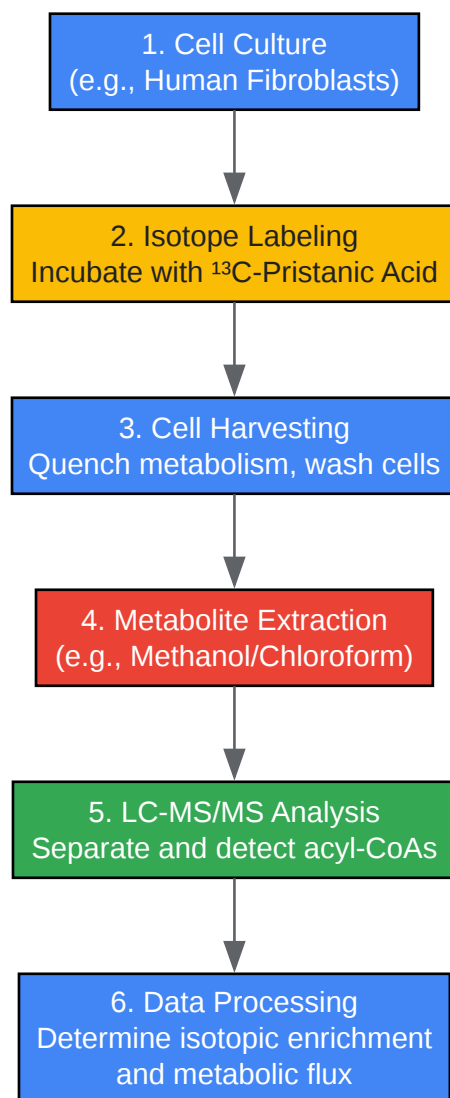 1. Cell Culture
(e.g., Human Fibroblasts)
2. Isotope Labeling
Incubate with ¹³C-Pristanic Acid
3. Cell Harvesting
Quench metabolism, wash cells
4. Metabolite Extraction
(e.g., Methanol/Chloroform)
5. LC-MS/MS Analysis
Separate and detect acyl-CoAs
6. Data Processing
Determine isotopic enrichment
and metabolic flux